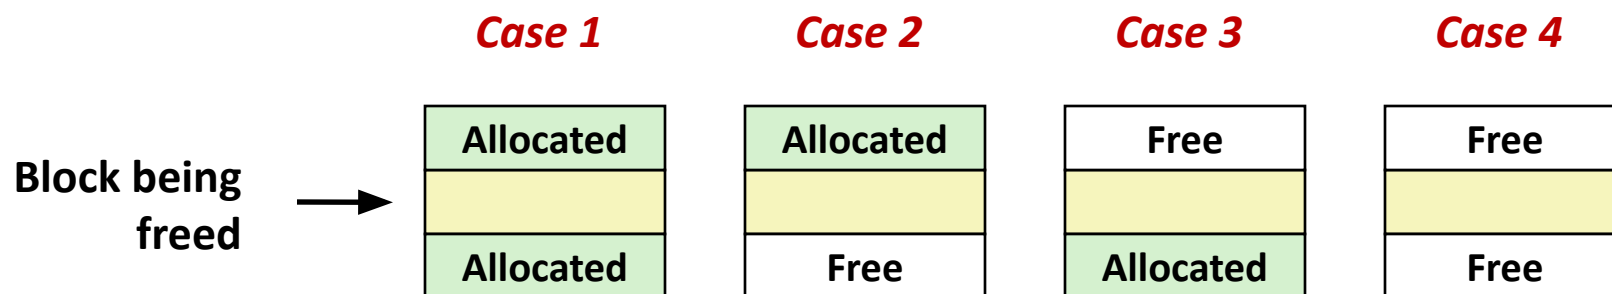 Case 1 Case 2 Case 3 Case 4
Allocated Allocated Free Free
Block being
freed
Allocated Free Allocated Free